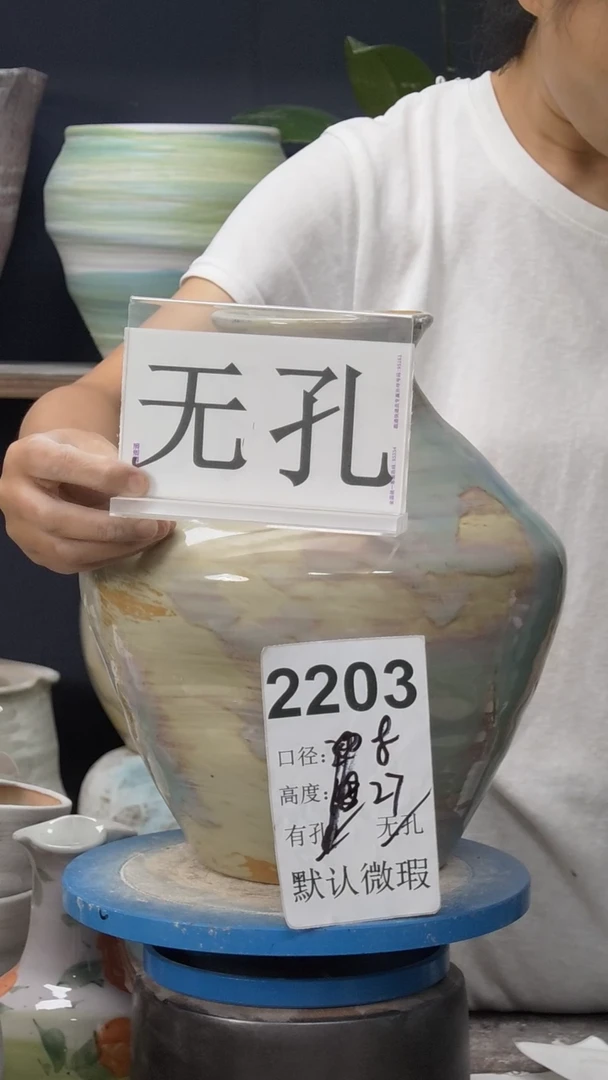 无孔
2203
口径: 8
高度: 27
有孔 无孔
默认微瑕